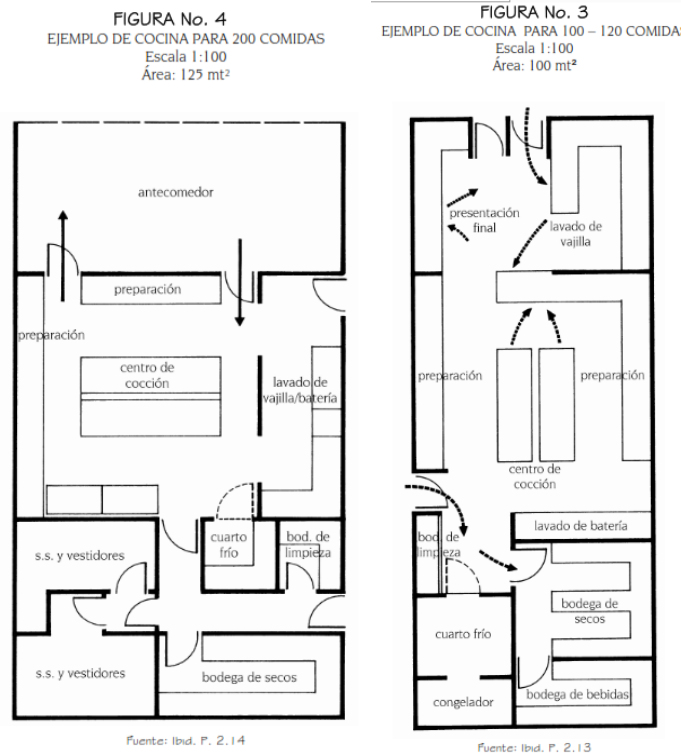 FIGURA No. 4
EJEMPLO DE COCINA PARA 200 COMIDAS
Escala 1:100
Área: 125 mt²
antecomedor
preparación
preparación
centro de
cocción
lavado de
vajilla/batería
cuarto
frío
bod. de
limpieza
s.s. y vestidores
s.s. y vestidores
bodega de secos
Fuente: Ibid. P. 2.14
FIGURA No. 3
EJEMPLO DE COCINA PARA 100 – 120 COMIDAS
Escala 1:100
Área: 100 mt²
presentación
final
lavado de
vajilla
preparación
preparación
centro de
cocción
lavado de batería
bod. de
limpieza
bodega de
secos
cuarto frío
congelador
bodega de bebidas
Fuente: Ibid. P. 2.13